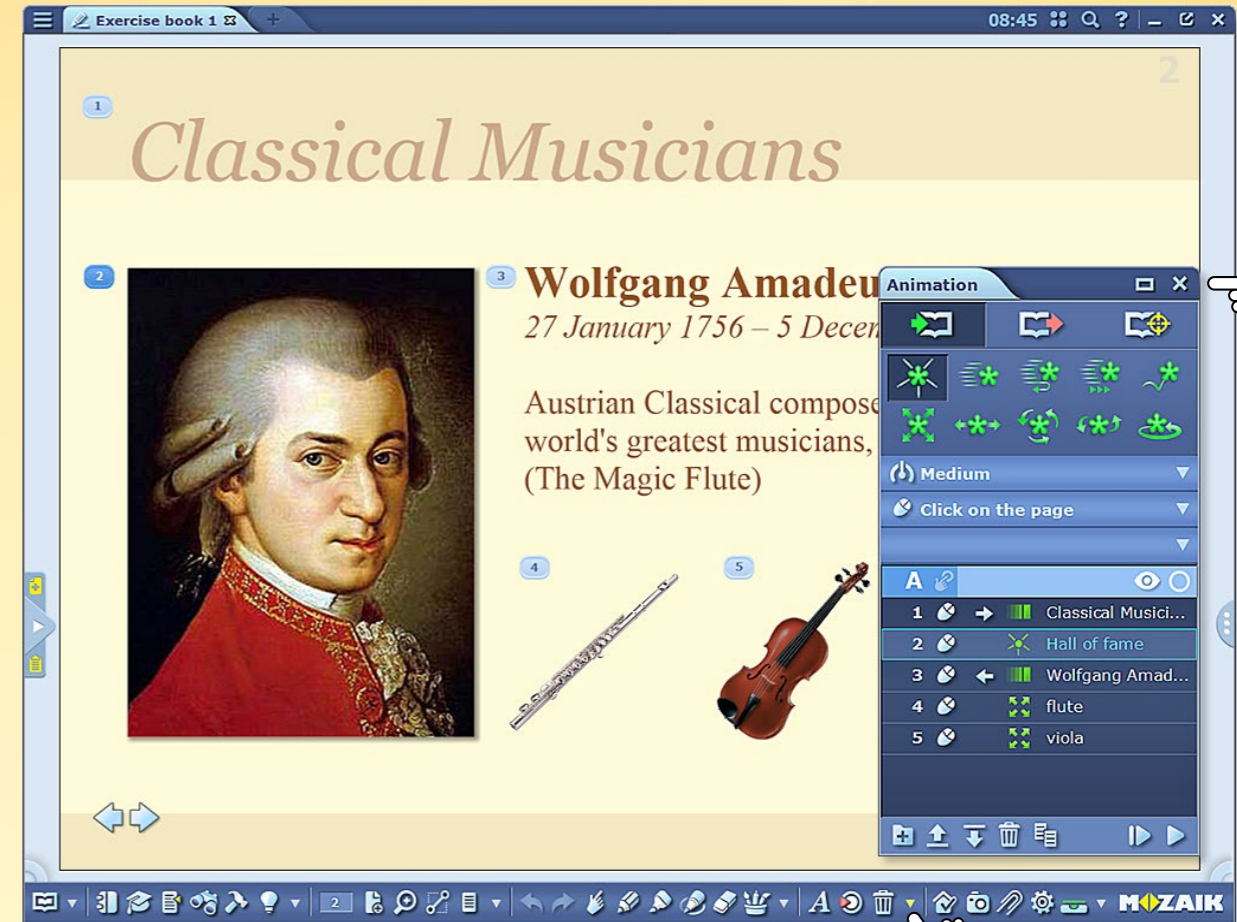 Exercise book 1
08:45
2
1
Classical Musicians
2
3
Wolfgang Amadeu
27 January 1756 – 5 Decem
Austrian Classical compose
world's greatest musicians,
(The Magic Flute)
4
5
Animation
Medium
Click on the page
A
1 Classical Musici...
2 Hall of fame
3 Wolfgang Amad...
4 flute
5 viola
2
A
MOZAIK